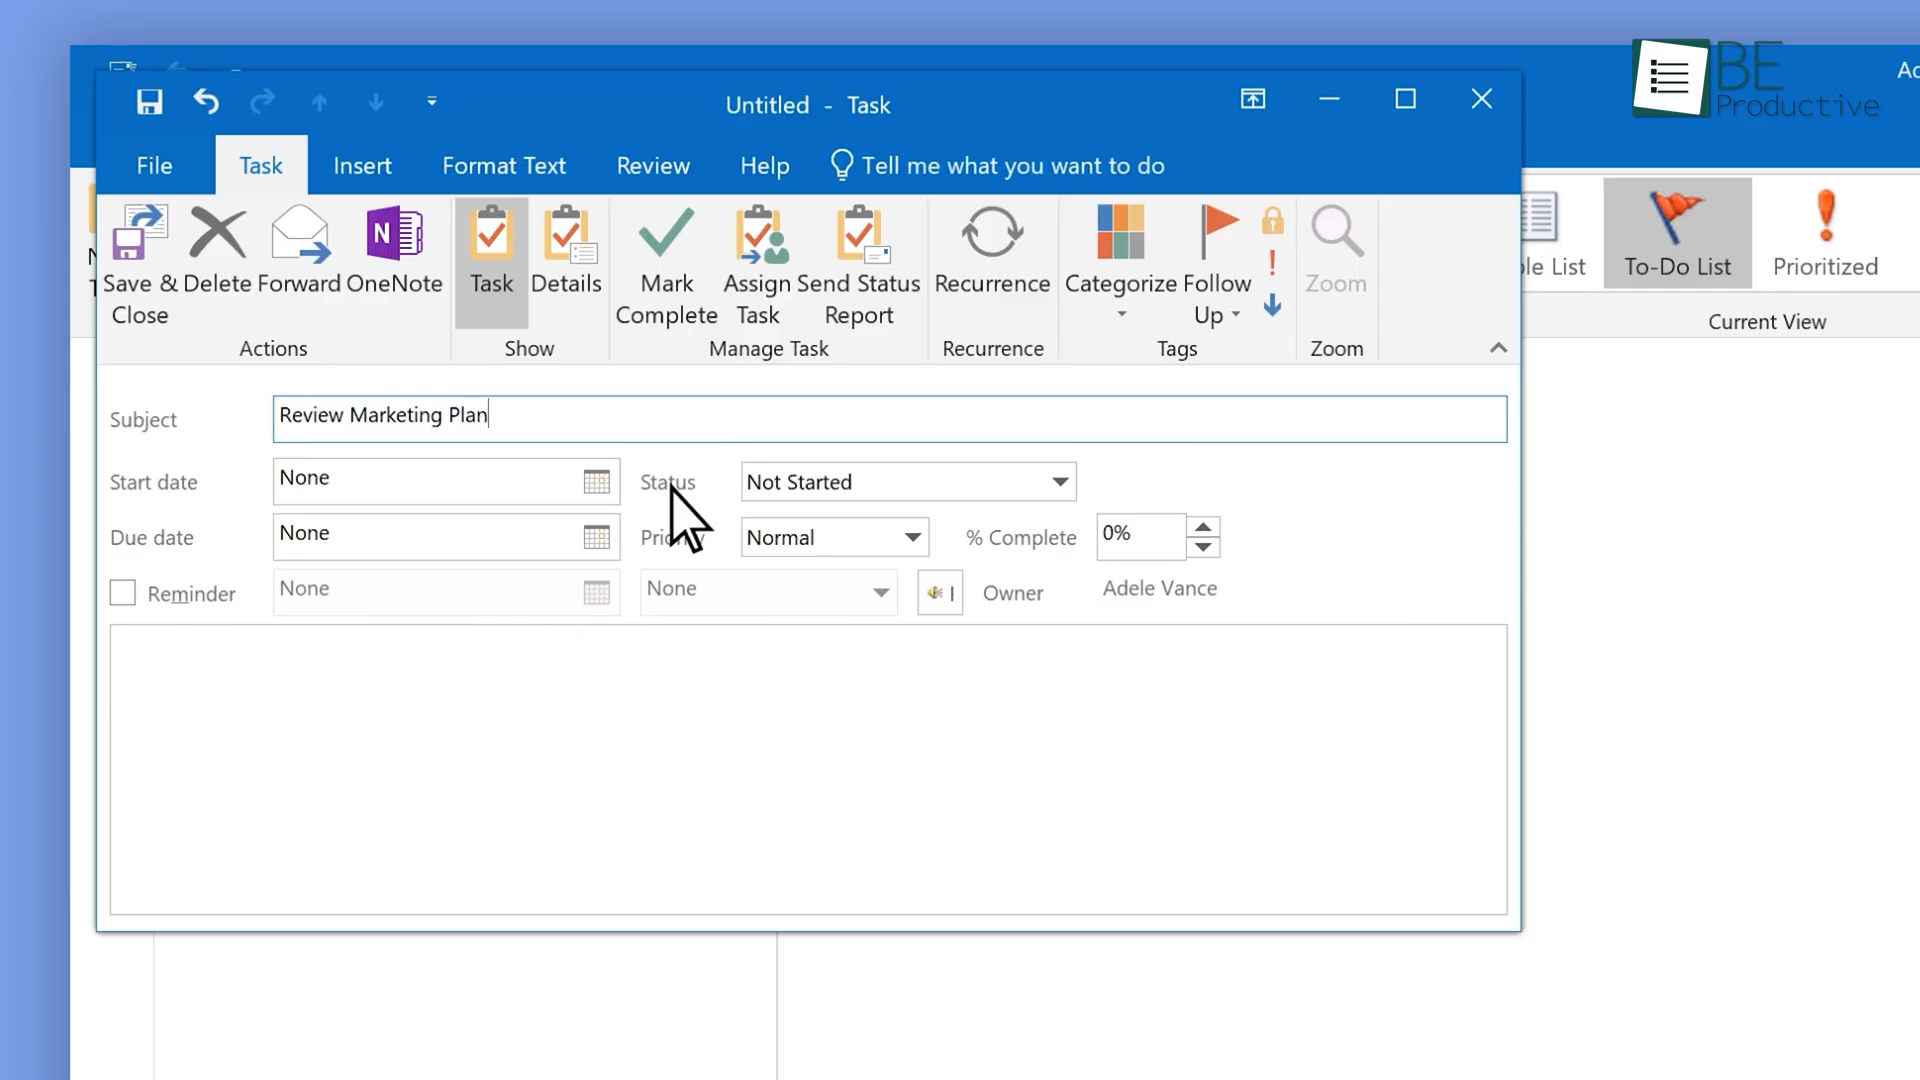 BE
Productive
Ac
Untitled - Task
File Task Insert Format Text Review Help Tell me what you want to do
Save & Close
Delete
Forward
OneNote
Task
Details
Mark Complete
Assign Task
Send Status Report
Recurrence
Categorize
Follow Up
Zoom
Actions Show Manage Task Recurrence Tags Zoom
le List To-Do List Prioritized
Current View
Subject Review Marketing Plan
Start date None Status Not Started
Due date None Priority Normal % Complete 0%
Reminder None None Owner Adele Vance